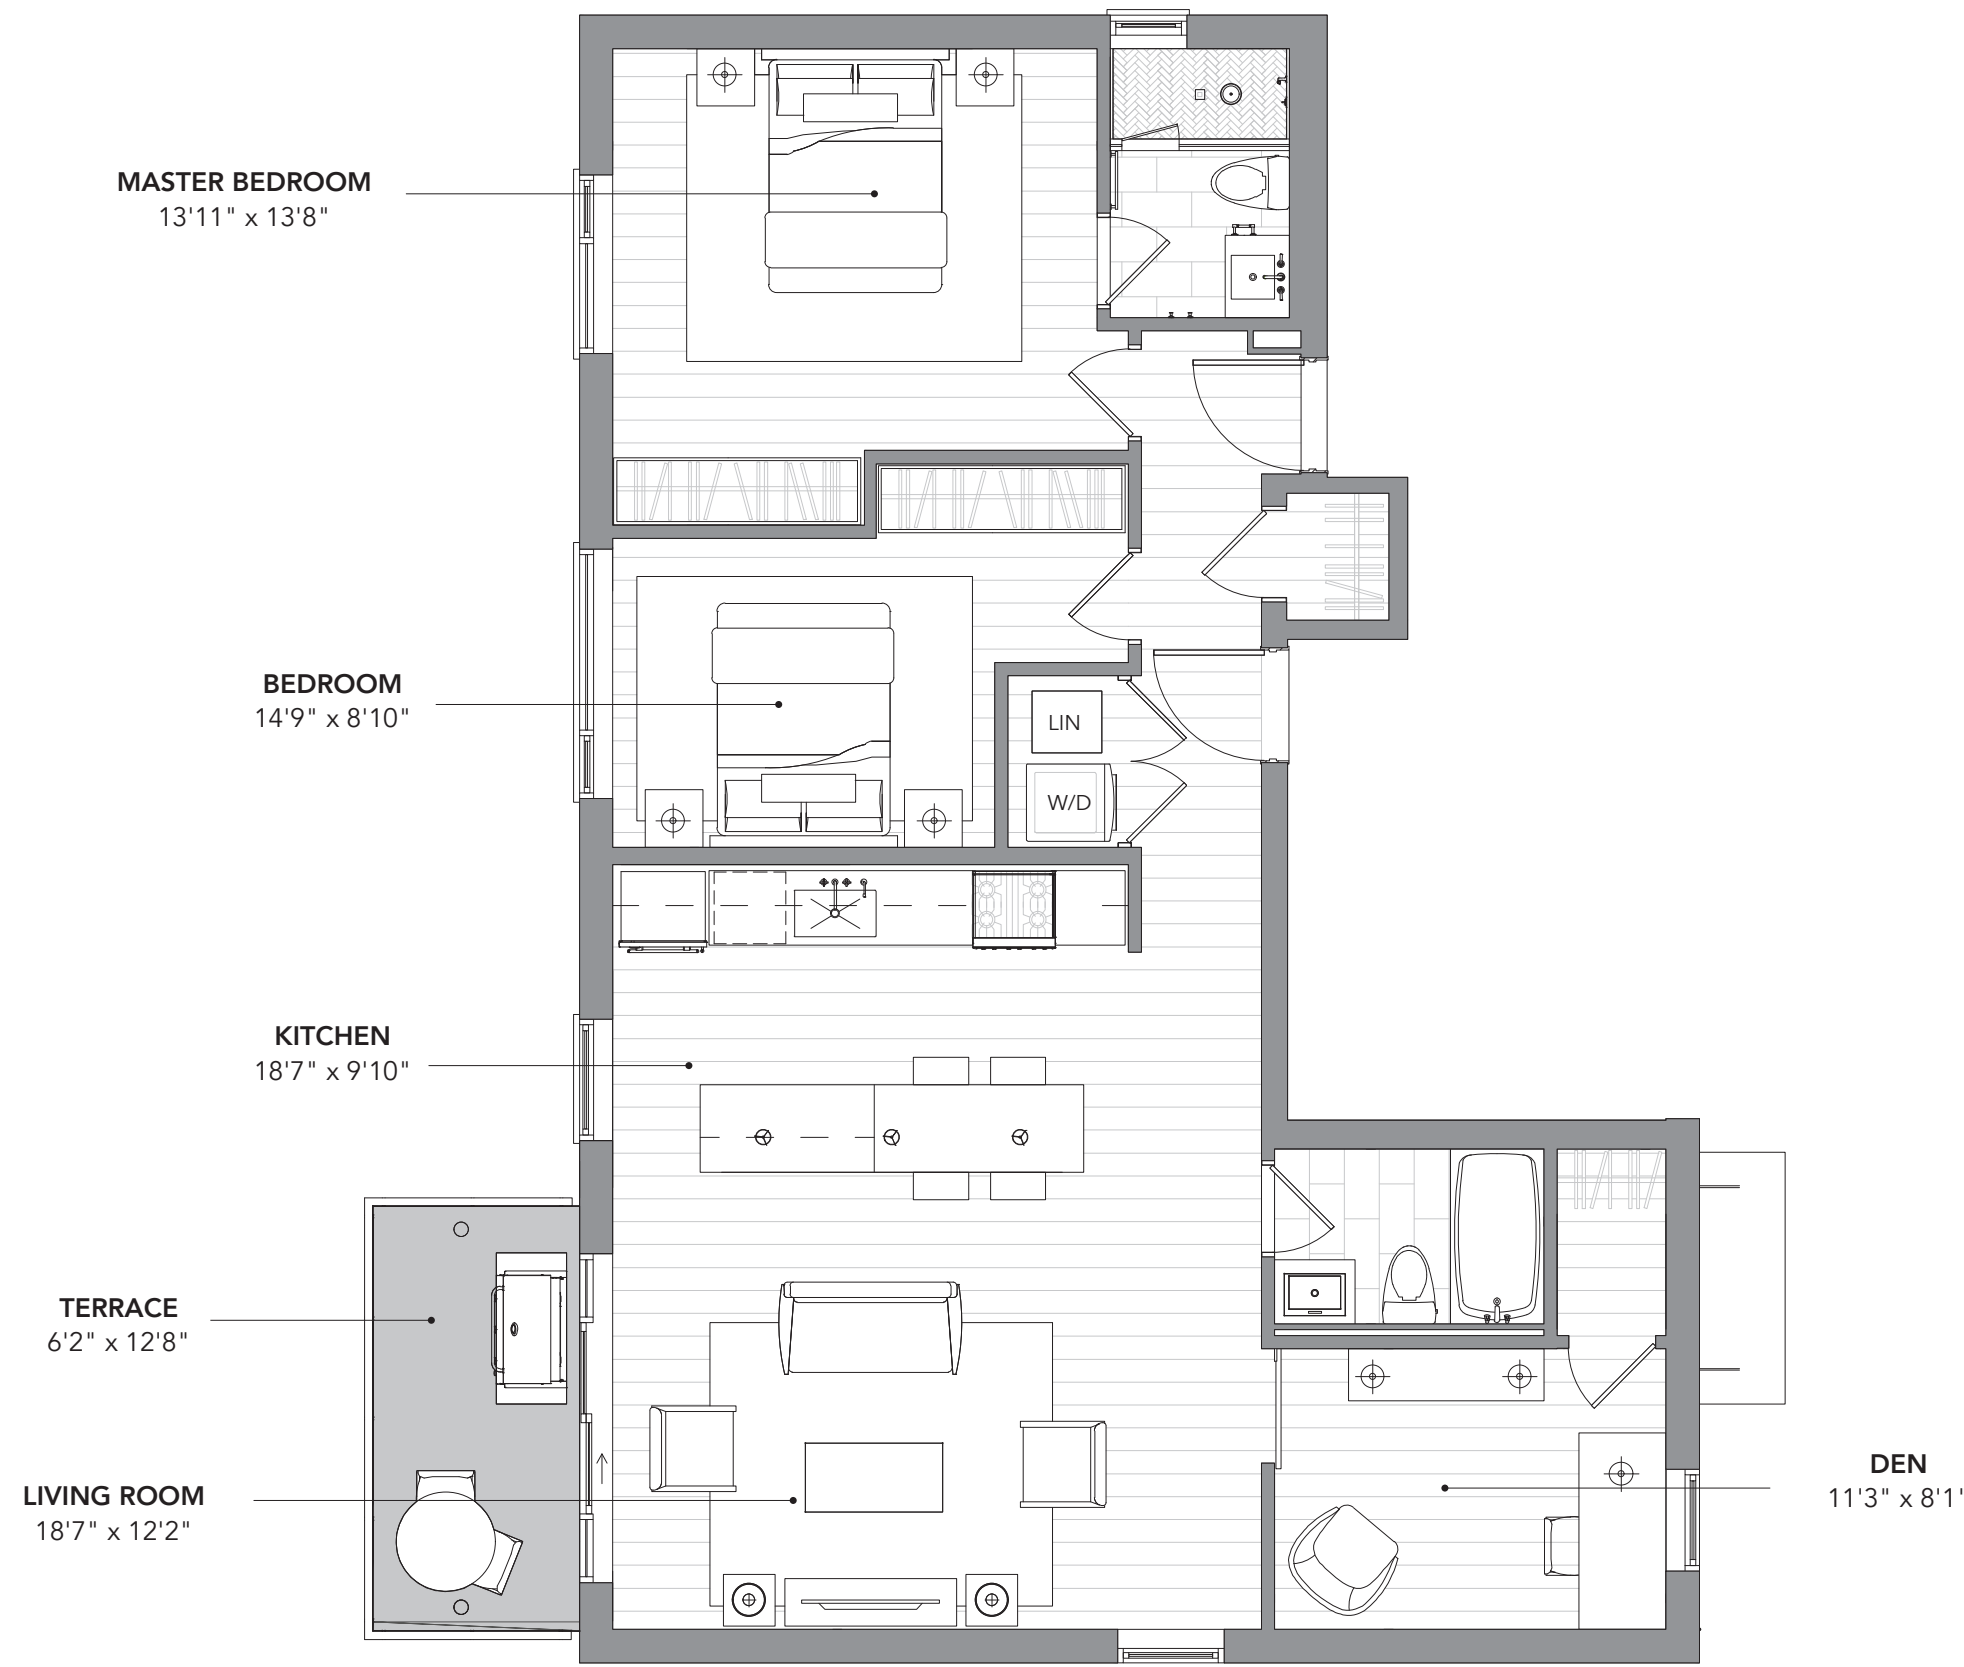 MASTER BEDROOM
13'11" x 13'8"
BEDROOM
14'9" x 8'10"
LIN
W/D
KITCHEN
18'7" x 9'10"
TERRACE
6'2" x 12'8"
LIVING ROOM
18'7" x 12'2"
DEN
11'3" x 8'1'